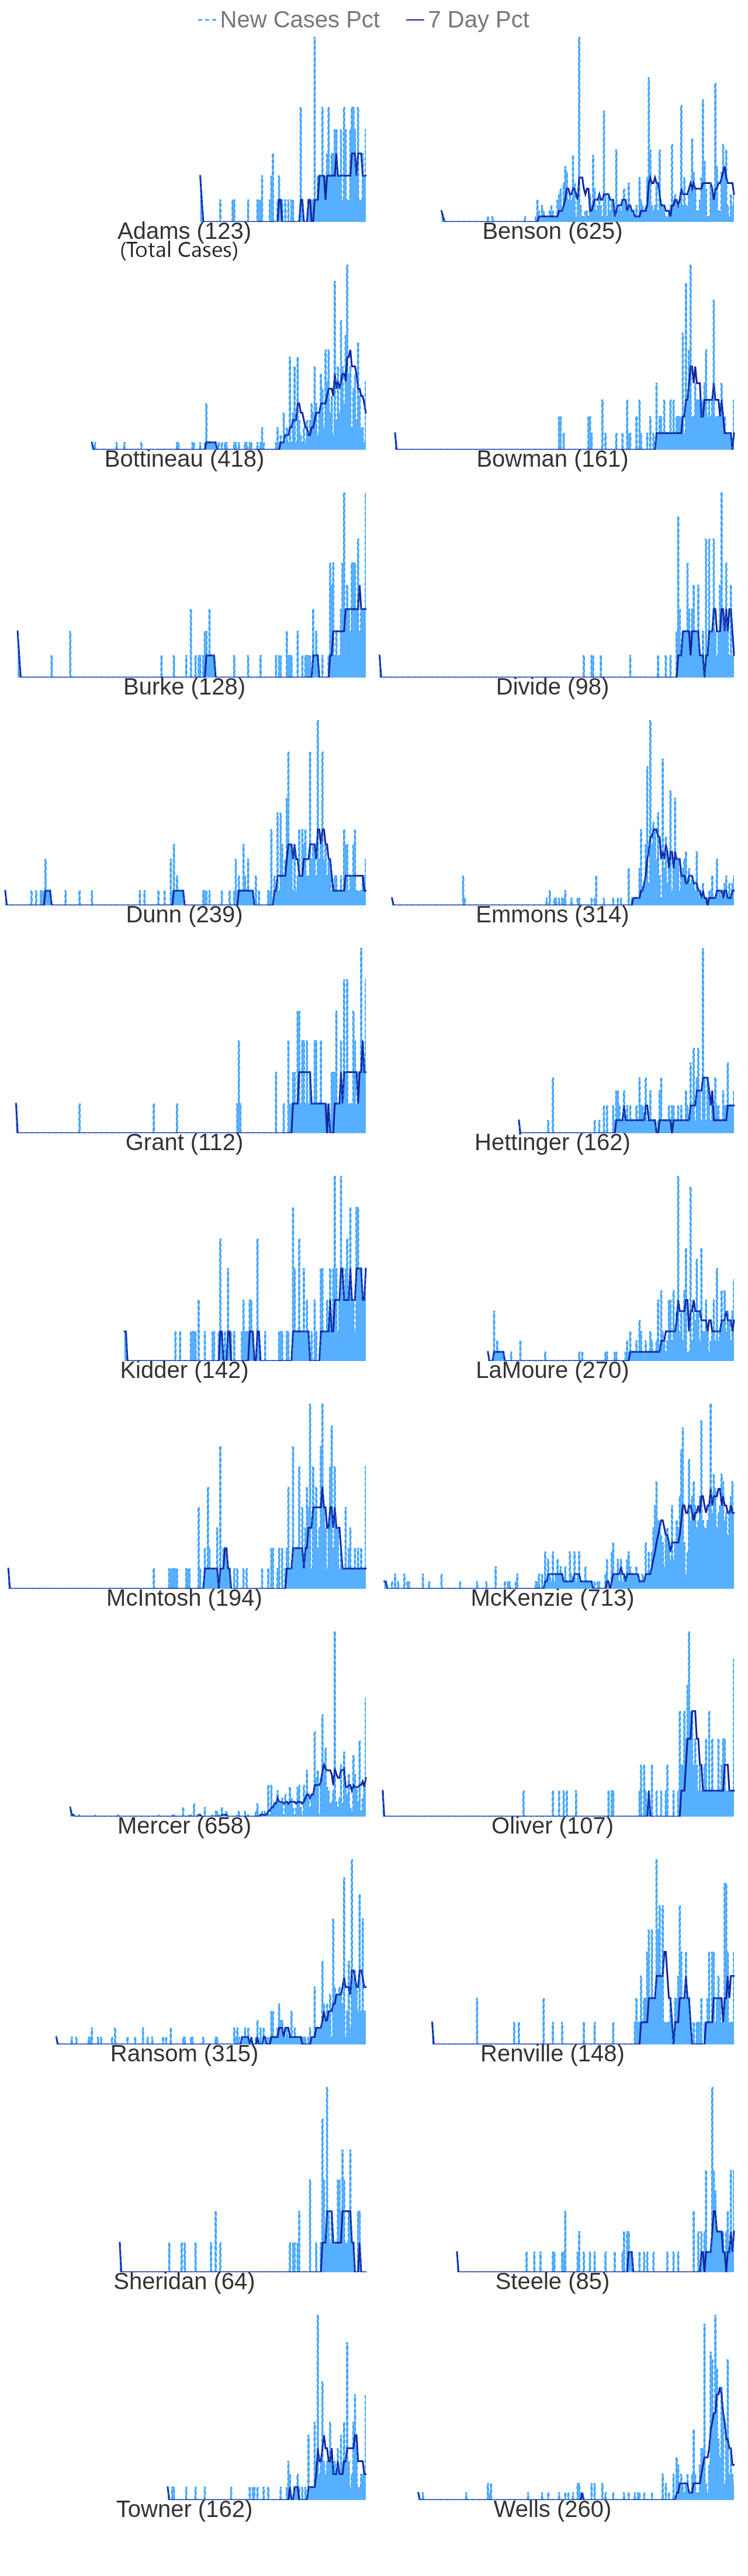 New Cases Pct 7 Day Pct
Adams (123) Benson (625)
(Total Cases)
Bottineau (418) Bowman (161)
Burke (128) Divide (98)
Dunn (239) Emmons (314)
Grant (112) Hettinger (162)
Kidder (142) LaMoure (270)
McIntosh (194) McKenzie (713)
Mercer (658) Oliver (107)
Ransom (315) Renville (148)
Sheridan (64) Steele (85)
Towner (162) Wells (260)